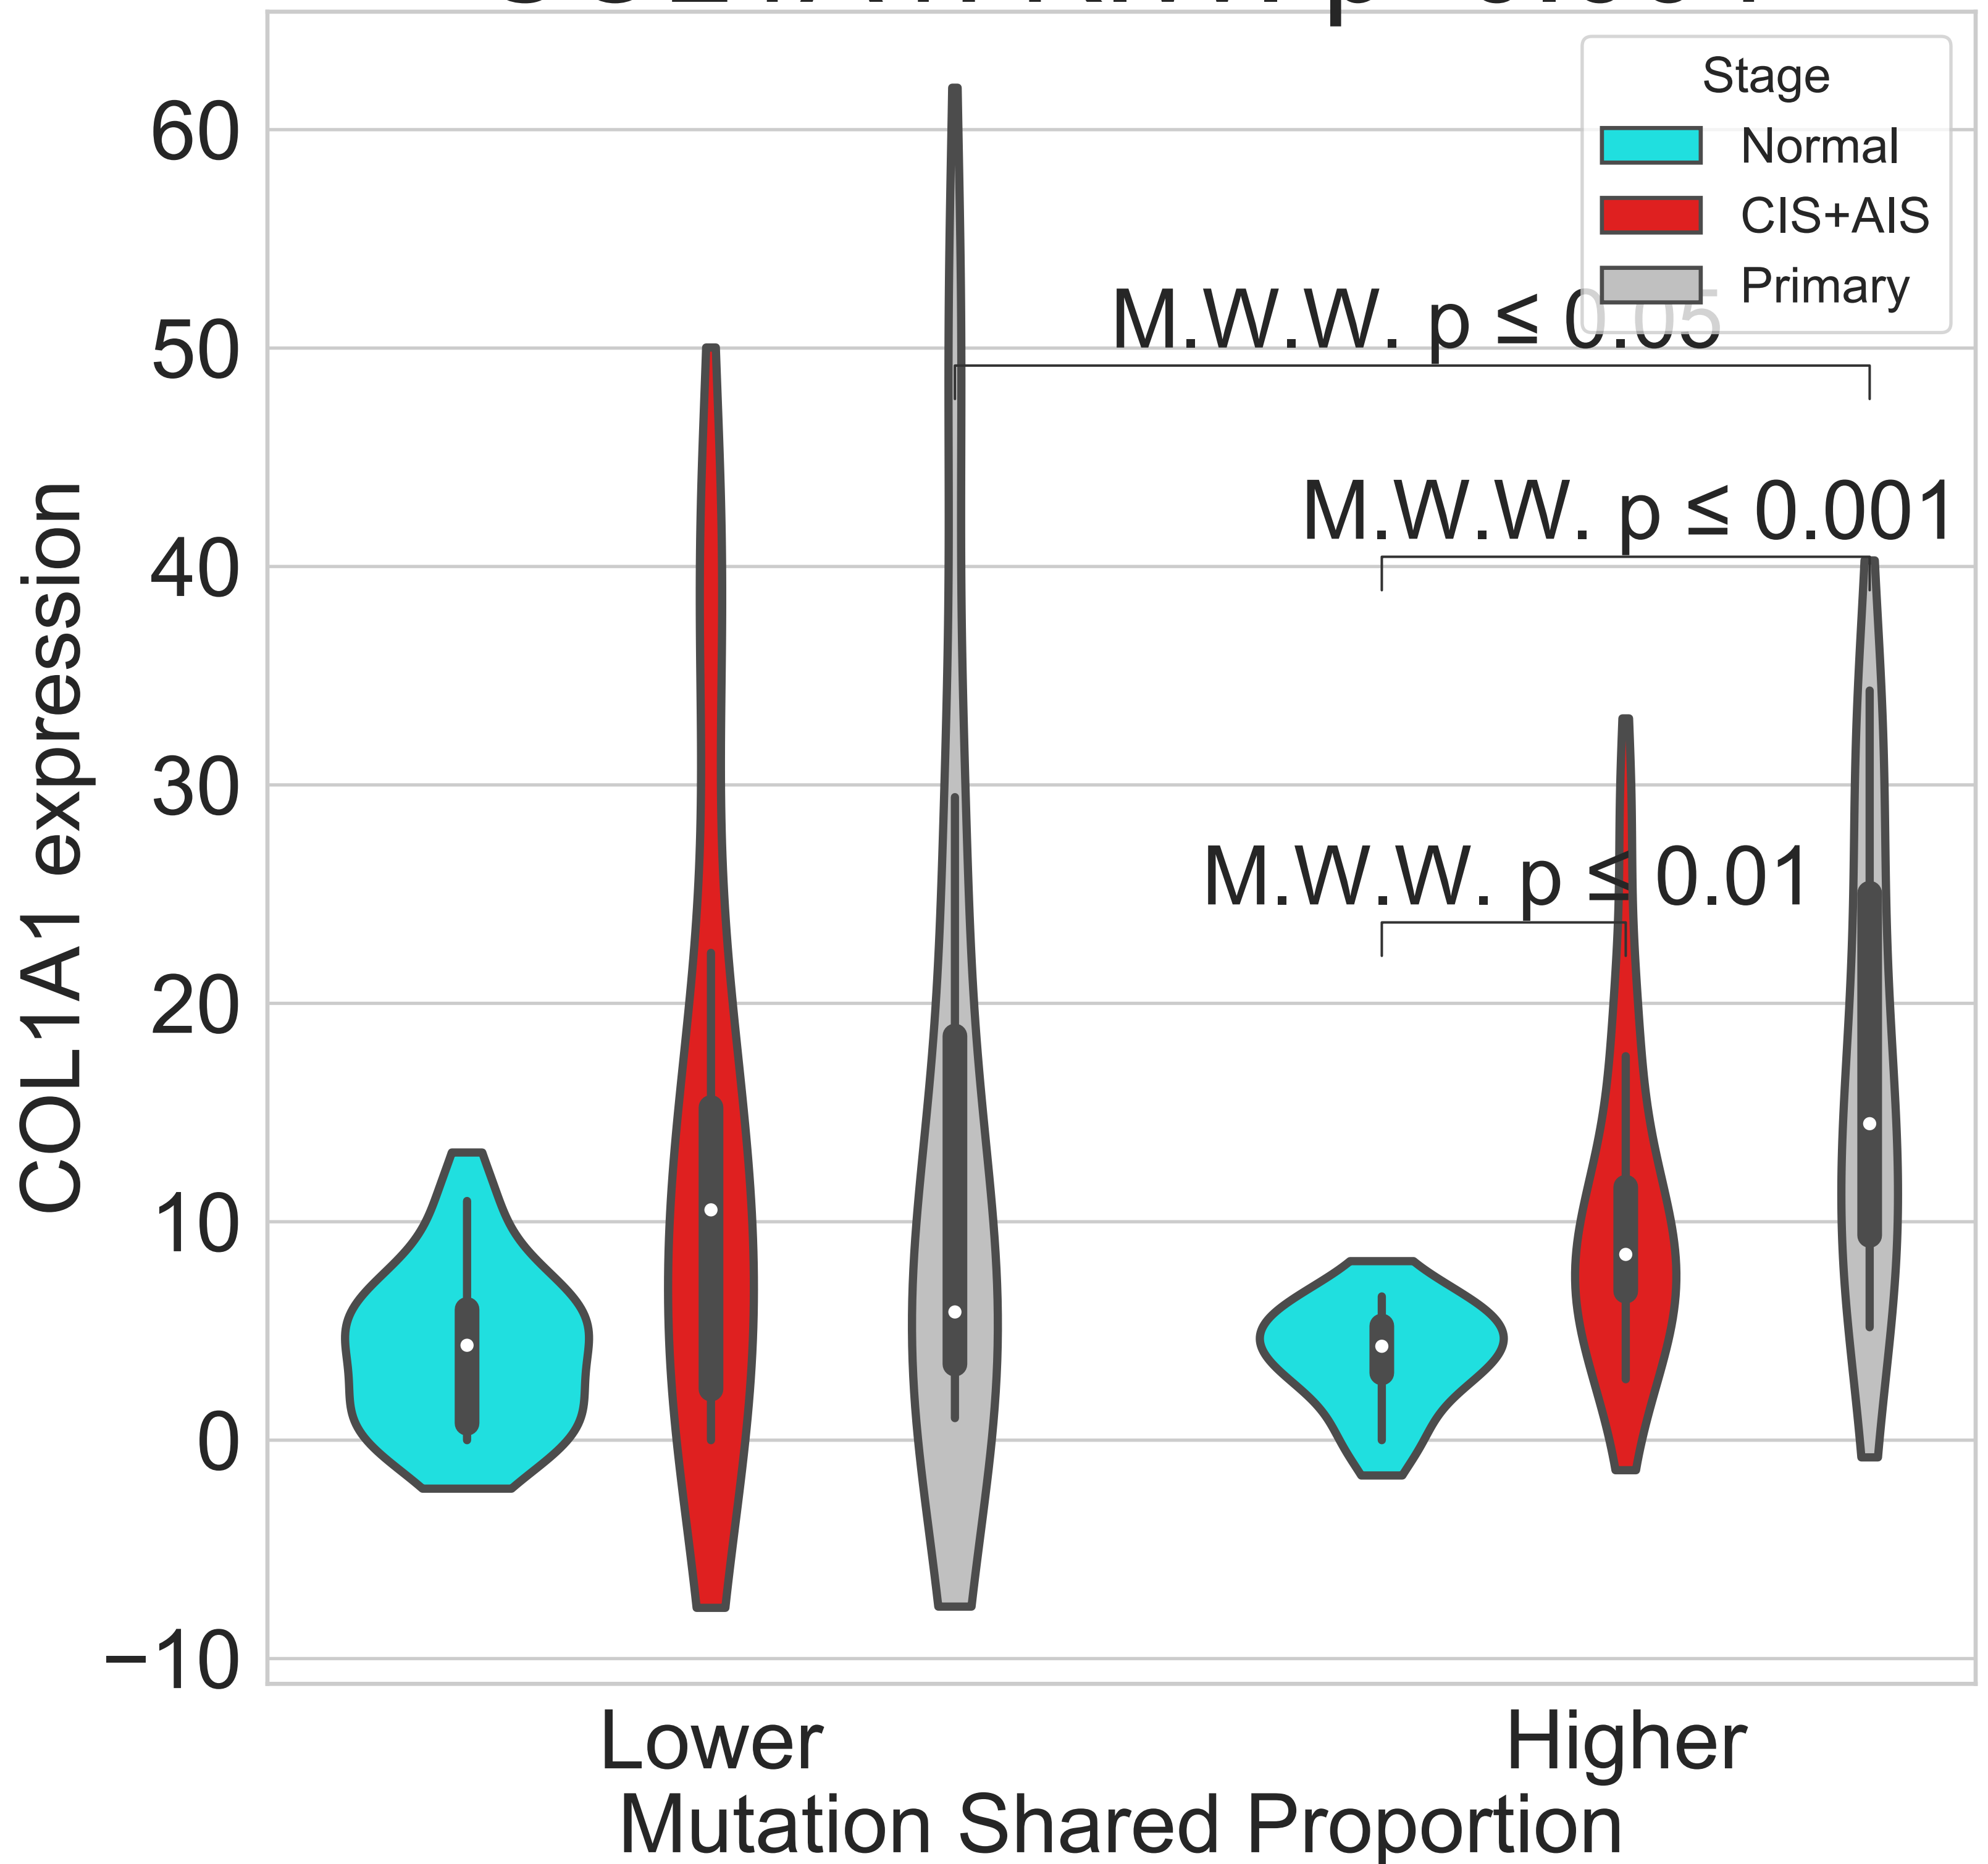 Stage
Normal
CIS+AIS
Primary
M.W.W. p ≤ 0.05
M.W.W. p ≤ 0.001
M.W.W. p ≤ 0.01
COL1A1 expression
60
50
40
30
20
10
0
−10
Lower
Higher
Mutation Shared Proportion